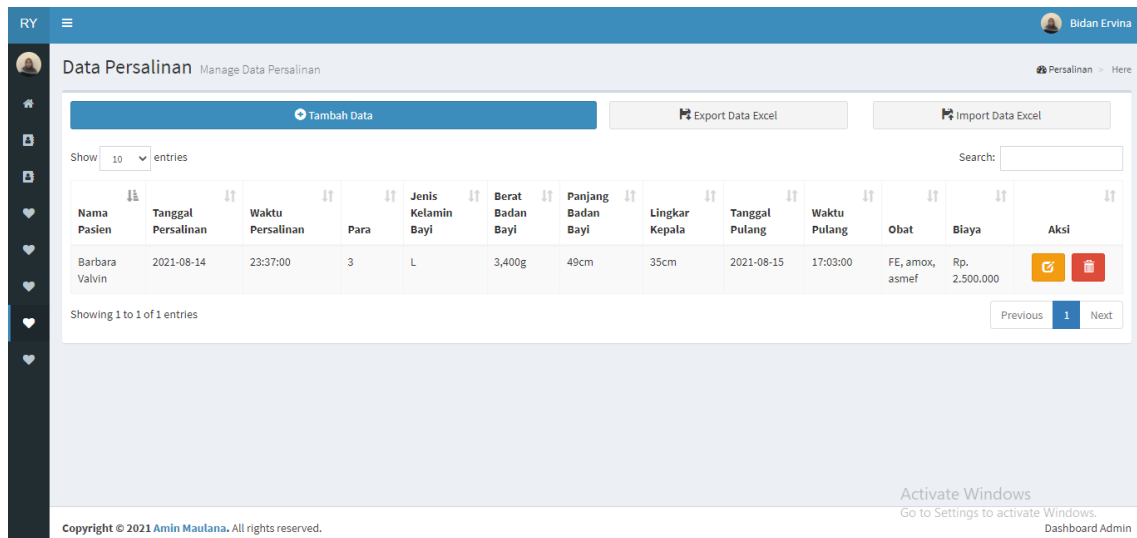 RY
Bidan Ervina
Data Persalinan Manage Data Persalinan
Persalinan > Here
Tambah Data
Export Data Excel
Import Data Excel
Show 10 entries
Search:
Nama Pasien
Tanggal Persalinan
Waktu Persalinan
Para
Jenis Kelamin Bayi
Berat Badan Bayi
Panjang Badan Bayi
Lingkar Kepala
Tanggal Pulang
Waktu Pulang
Obat
Biaya
Aksi
Barbara Valvin
2021-08-14
23:37:00
3
L
3,400g
49cm
35cm
2021-08-15
17:03:00
FE, amox, asmef
Rp. 2.500.000
Showing 1 to 1 of 1 entries
Previous 1 Next
Activate Windows
Go to Settings to activate Windows.
Copyright © 2021 Amin Maulana. All rights reserved.
Dashboard Admin